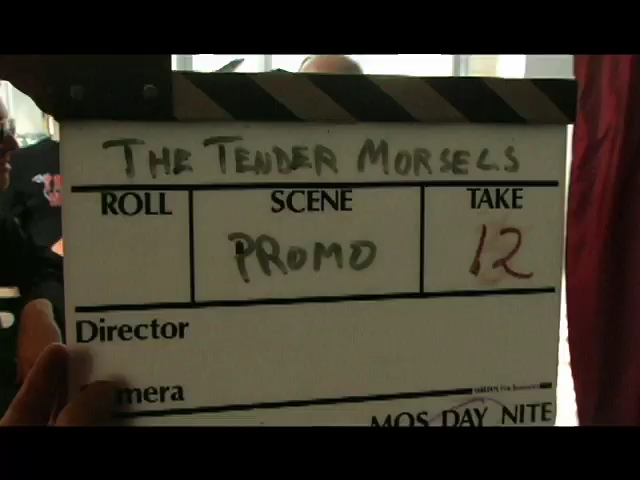 THE TENDER MORSELS
ROLL SCENE TAKE
PROMO 12
Director
mera
MOS DAY NITE